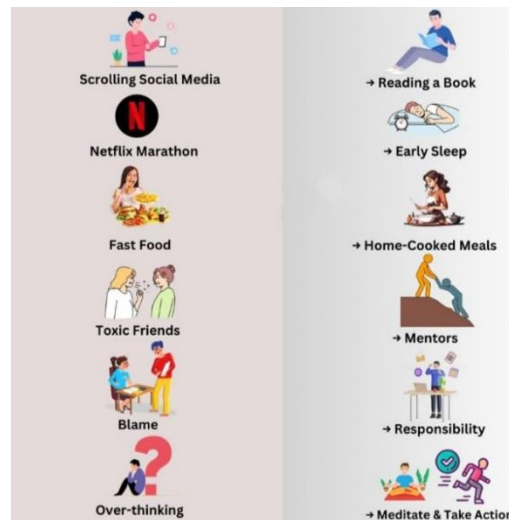 Scrolling Social Media
→ Reading a Book
N
Netflix Marathon
→ Early Sleep
Fast Food
→ Home-Cooked Meals
Toxic Friends
→ Mentors
Blame
→ Responsibility
Over-thinking
→ Meditate & Take Action